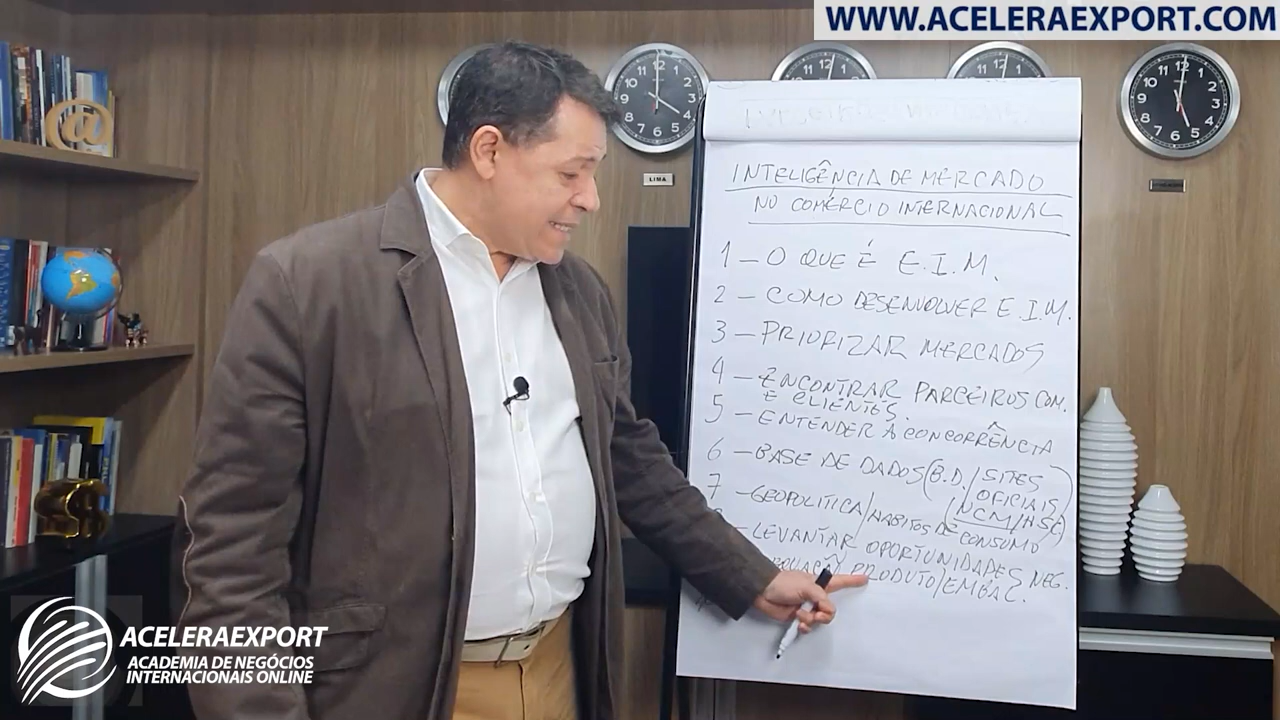 WWW.ACELERAEXPORT.COM
LIMA
INTELIGÊNCIA DE MERCADO
NO COMÉRCIO INTERNACIONAL
1 – O QUE É E.I.M.
2 – COMO DESENVOLVER E I.M.
3 – PRIORIZAR MERCADOS
4 – ENCONTRAR PARCEIROS COM.
E CLIENTES.
5 – ENTENDER A CONCORRÊNCIA
6 – BASE DE DADOS (B.D./SITES
OFICIAIS
(NCM/HSC)
7 – GEOPOLITICA/HABITOS DE CONSUMO
– LEVANTAR OPORTUNIDADES NEG.
PRODUTO/EMBAL.
ACELERAEXPORT
ACADEMIA DE NEGÓCIOS
INTERNACIONAIS ONLINE